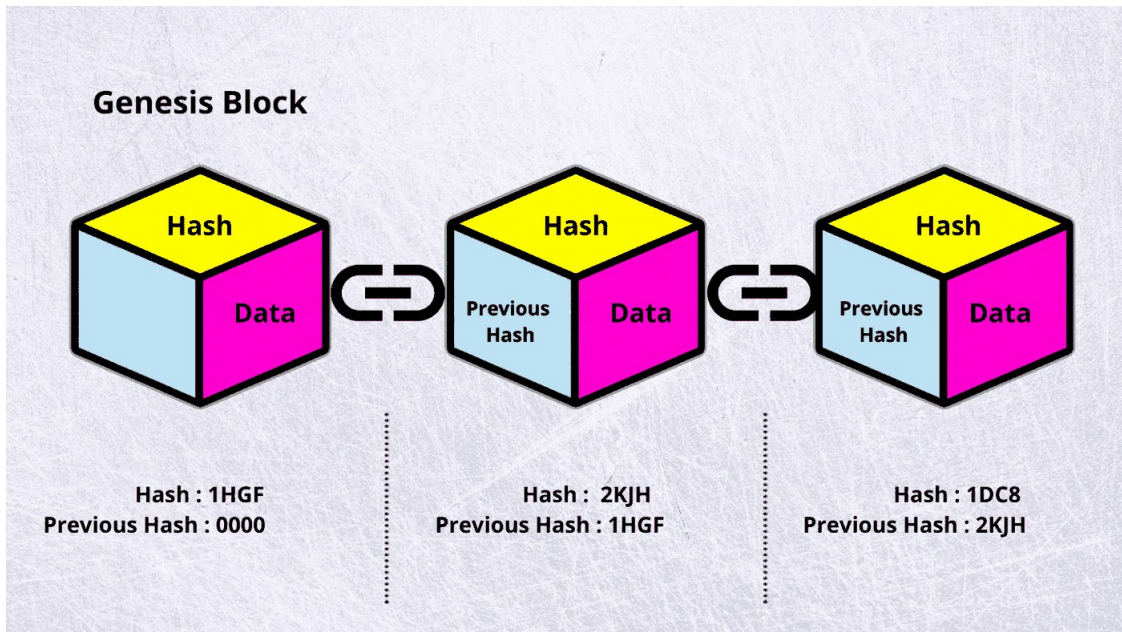 Genesis Block
Hash
Data
Hash
Previous
Hash
Data
Hash
Previous
Hash
Data
Hash : 1HGF
Previous Hash : 0000
Hash :  2KJH
Previous Hash : 1HGF
Hash : 1DC8
Previous Hash : 2KJH